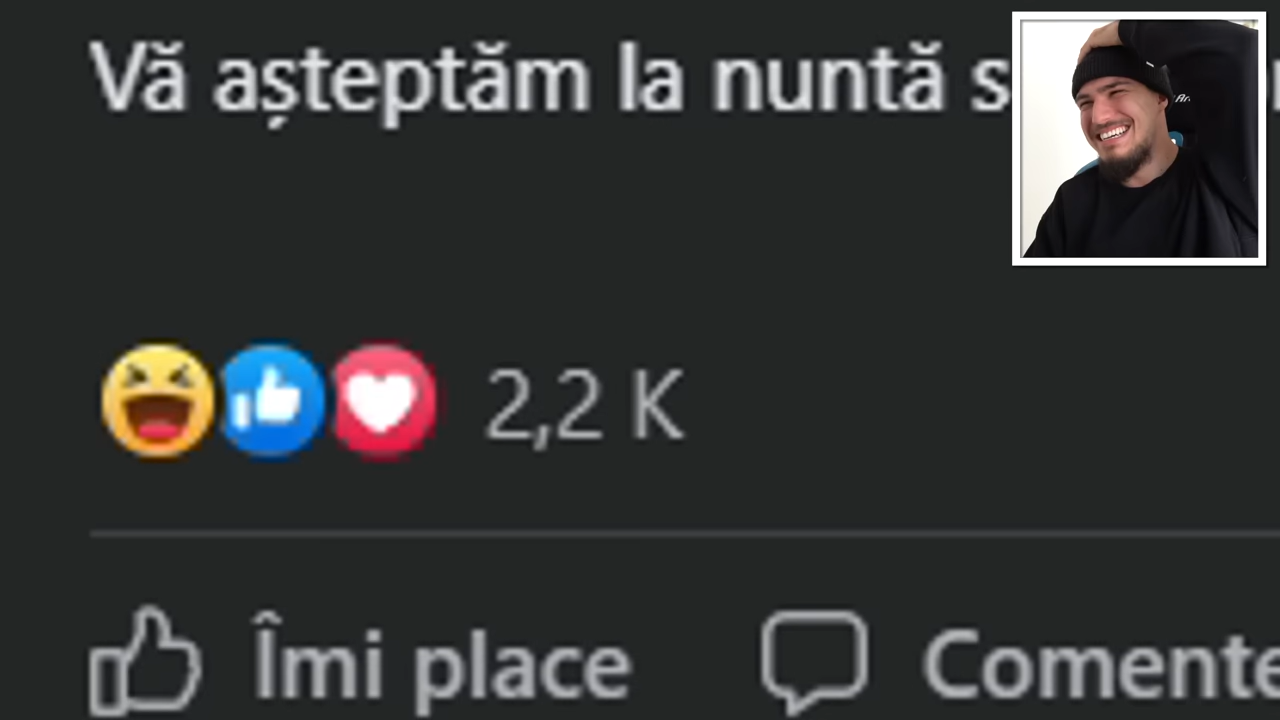 Vă așteptăm la nuntă
2,2 K
Îmi place
Comente